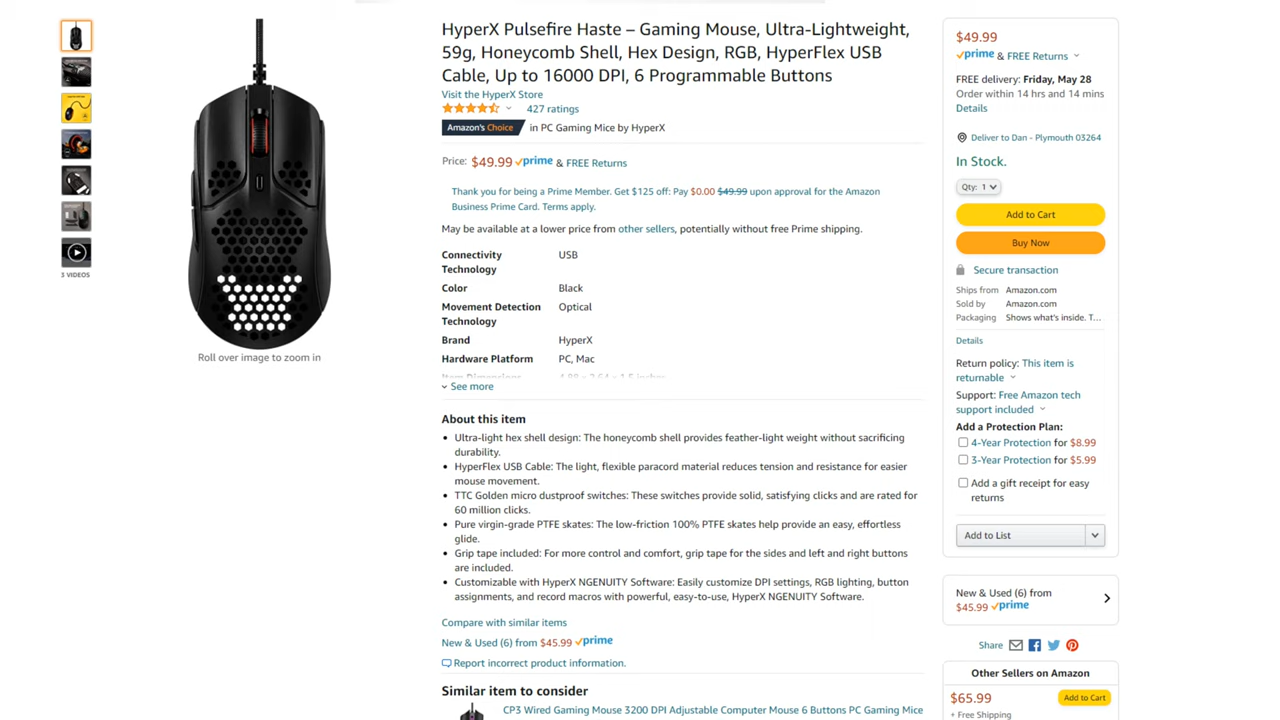 HyperX Pulsefire Haste – Gaming Mouse, Ultra-Lightweight,
59g, Honeycomb Shell, Hex Design, RGB, HyperFlex USB
Cable, Up to 16000 DPI, 6 Programmable Buttons
Visit the HyperX Store
427 ratings
Amazon's Choice in PC Gaming Mice by HyperX
Price: $49.99 prime & FREE Returns
Thank you for being a Prime Member. Get $125 off: Pay $0.00 $49.99 upon approval for the Amazon
Business Prime Card. Terms apply.
May be available at a lower price from other sellers, potentially without free Prime shipping.
Connectivity USB
Technology
Color Black
Movement Detection Optical
Technology
Brand HyperX
Hardware Platform PC, Mac
See more
3 VIDEOS
Roll over image to zoom in
About this item
• Ultra-light hex shell design: The honeycomb shell provides feather-light weight without sacrificing
durability.
• HyperFlex USB Cable: The light, flexible paracord material reduces tension and resistance for easier
mouse movement.
• TTC Golden micro dustproof switches: These switches provide solid, satisfying clicks and are rated for
60 million clicks.
• Pure virgin-grade PTFE skates: The low-friction 100% PTFE skates help provide an easy, effortless
glide.
• Grip tape included: For more control and comfort, grip tape for the sides and left and right buttons
are included.
• Customizable with HyperX NGENUITY Software: Easily customize DPI settings, RGB lighting, button
assignments, and record macros with powerful, easy-to-use, HyperX NGENUITY Software.
Compare with similar items
New & Used (6) from $45.99 prime
Report incorrect product information.
Similar item to consider
CP3 Wired Gaming Mouse 3200 DPI Adjustable Computer Mouse 6 Buttons PC Gaming Mice
$49.99
prime & FREE Returns
FREE delivery: Friday, May 28
Order within 14 hrs and 14 mins
Details
Deliver to Dan - Plymouth 03264
In Stock.
Qty: 1
Add to Cart
Buy Now
Secure transaction
Ships from Amazon.com
Sold by Amazon.com
Packaging Shows what's inside. T...
Details
Return policy: This item is
returnable
Support: Free Amazon tech
support included
Add a Protection Plan:
4-Year Protection for $8.99
3-Year Protection for $5.99
Add a gift receipt for easy
returns
Add to List
New & Used (6) from
$45.99 prime
Share
Other Sellers on Amazon
$65.99 Add to Cart
+ Free Shipping